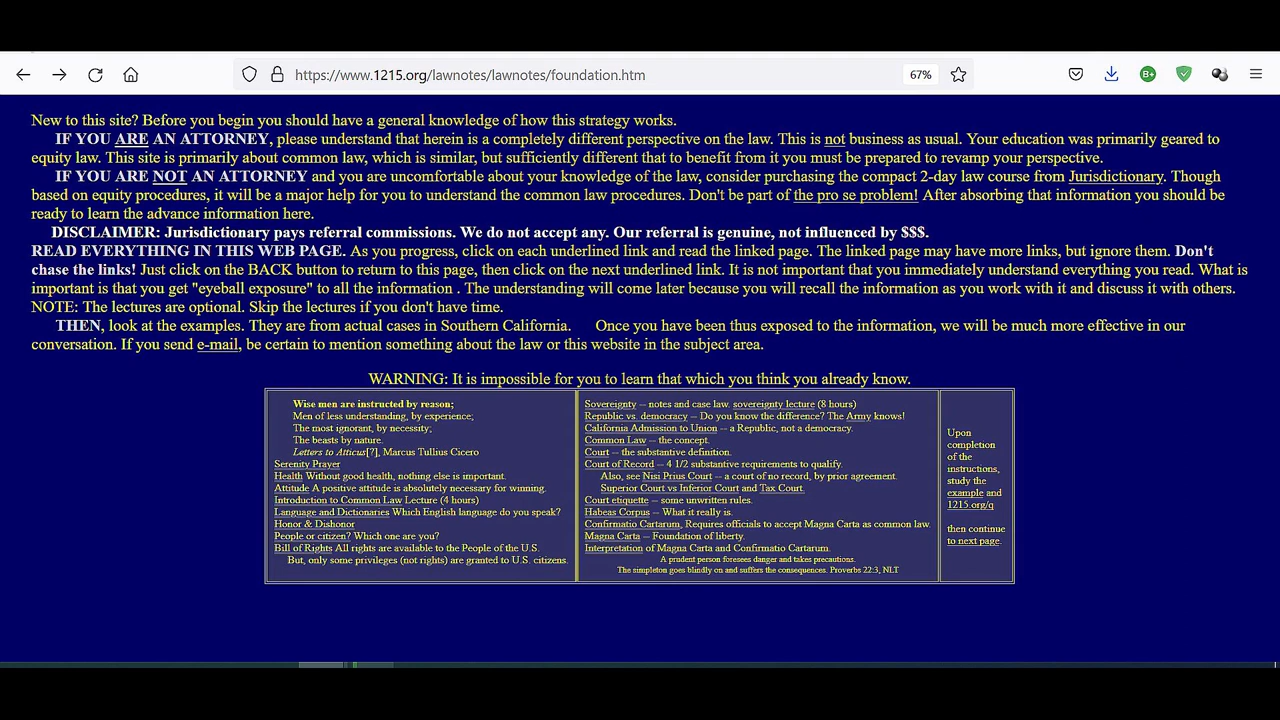 https://www.1215.org/lawnotes/lawnotes/foundation.htm
67%
New to this site? Before you begin you should have a general knowledge of how this strategy works.
IF YOU ARE AN ATTORNEY, please understand that herein is a completely different perspective on the law. This is not business as usual. Your education was primarily geared to
equity law. This site is primarily about common law, which is similar, but sufficiently different that to benefit from it you must be prepared to revamp your perspective.
IF YOU ARE NOT AN ATTORNEY and you are uncomfortable about your knowledge of the law, consider purchasing the compact 2-day law course from Jurisdictionary. Though
based on equity procedures, it will be a major help for you to understand the common law procedures. Don't be part of the pro se problem! After absorbing that information you should be
ready to learn the advance information here.
DISCLAIMER: Jurisdictionary pays referral commissions. We do not accept any. Our referral is genuine, not influenced by $$$.
READ EVERYTHING IN THIS WEB PAGE. As you progress, click on each underlined link and read the linked page. The linked page may have more links, but ignore them. Don't
chase the links! Just click on the BACK button to return to this page, then click on the next underlined link. It is not important that you immediately understand everything you read. What is
important is that you get "eyeball exposure" to all the information . The understanding will come later because you will recall the information as you work with it and discuss it with others.
NOTE: The lectures are optional. Skip the lectures if you don't have time.
THEN, look at the examples. They are from actual cases in Southern California. Once you have been thus exposed to the information, we will be much more effective in our
conversation. If you send e-mail, be certain to mention something about the law or this website in the subject area.
WARNING: It is impossible for you to learn that which you think you already know.
Wise men are instructed by reason;
Men of less understanding, by experience;
The most ignorant, by necessity;
The beasts by nature.
Letters to Atticus[?], Marcus Tullius Cicero
Serenity Prayer
Health Without good health, nothing else is important.
Attitude A positive attitude is absolutely necessary for winning.
Introduction to Common Law Lecture (4 hours)
Language and Dictionaries Which English language do you speak?
Honor & Dishonor
People or citizen? Which one are you?
Bill of Rights All rights are available to the People of the U.S.
But, only some privileges (not rights) are granted to U.S. citizens.
Sovereignty -- notes and case law, sovereignty lecture (8 hours)
Republic vs. democracy -- Do you know the difference? The Army knows!
California Admission to Union -- a Republic, not a democracy.
Common Law -- the concept.
Court -- the substantive definition.
Court of Record -- 4 1/2 substantive requirements to qualify.
Also, see Nisi Prius Court -- a court of no record, by prior agreement.
Superior Court vs Inferior Court and Tax Court.
Court etiquette -- some unwritten rules.
Habeas Corpus -- What it really is.
Confirmatio Cartarum, Requires officials to accept Magna Carta as common law.
Magna Carta -- Foundation of liberty.
Interpretation of Magna Carta and Confirmatio Cartarum.
A prudent person foresees danger and takes precautions.
The simpleton goes blindly on and suffers the consequences. Proverbs 22:3, NLT
Upon
completion
of the
instructions,
study the
example and
1215.org/q
then continue
to next page.